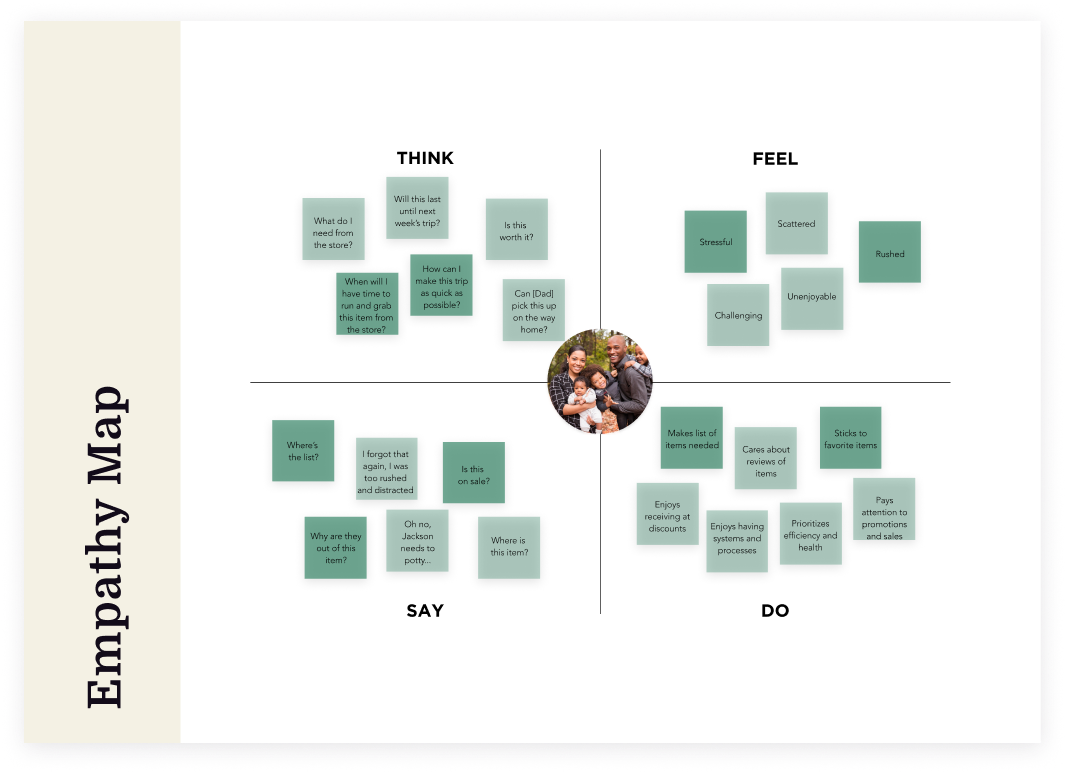 Empathy Map
THINK
What do I
need from
the store?
Will this last
until next
week's trip?
Is this
worth it?
When will I
have time to
run and grab
this item from
the store?
How can I
make this trip
as quick as
possible?
Can [Dad]
pick this up
on the way
home?
FEEL
Stressful
Scattered
Rushed
Challenging
Unenjoyable
Where's
the list?
I forgot that
again, I was
too rushed
and distracted
Is this
on sale?
Why are they
out of this
item?
Oh no,
Jackson
needs to
potty...
Where is
this item?
SAY
Makes list of
items needed
Cares about
reviews of
items
Sticks to
favorite items
Enjoys
receiving at
discounts
Enjoys having
systems and
processes
Prioritizes
efficiency and
health
Pays
attention to
promotions
and sales
DO